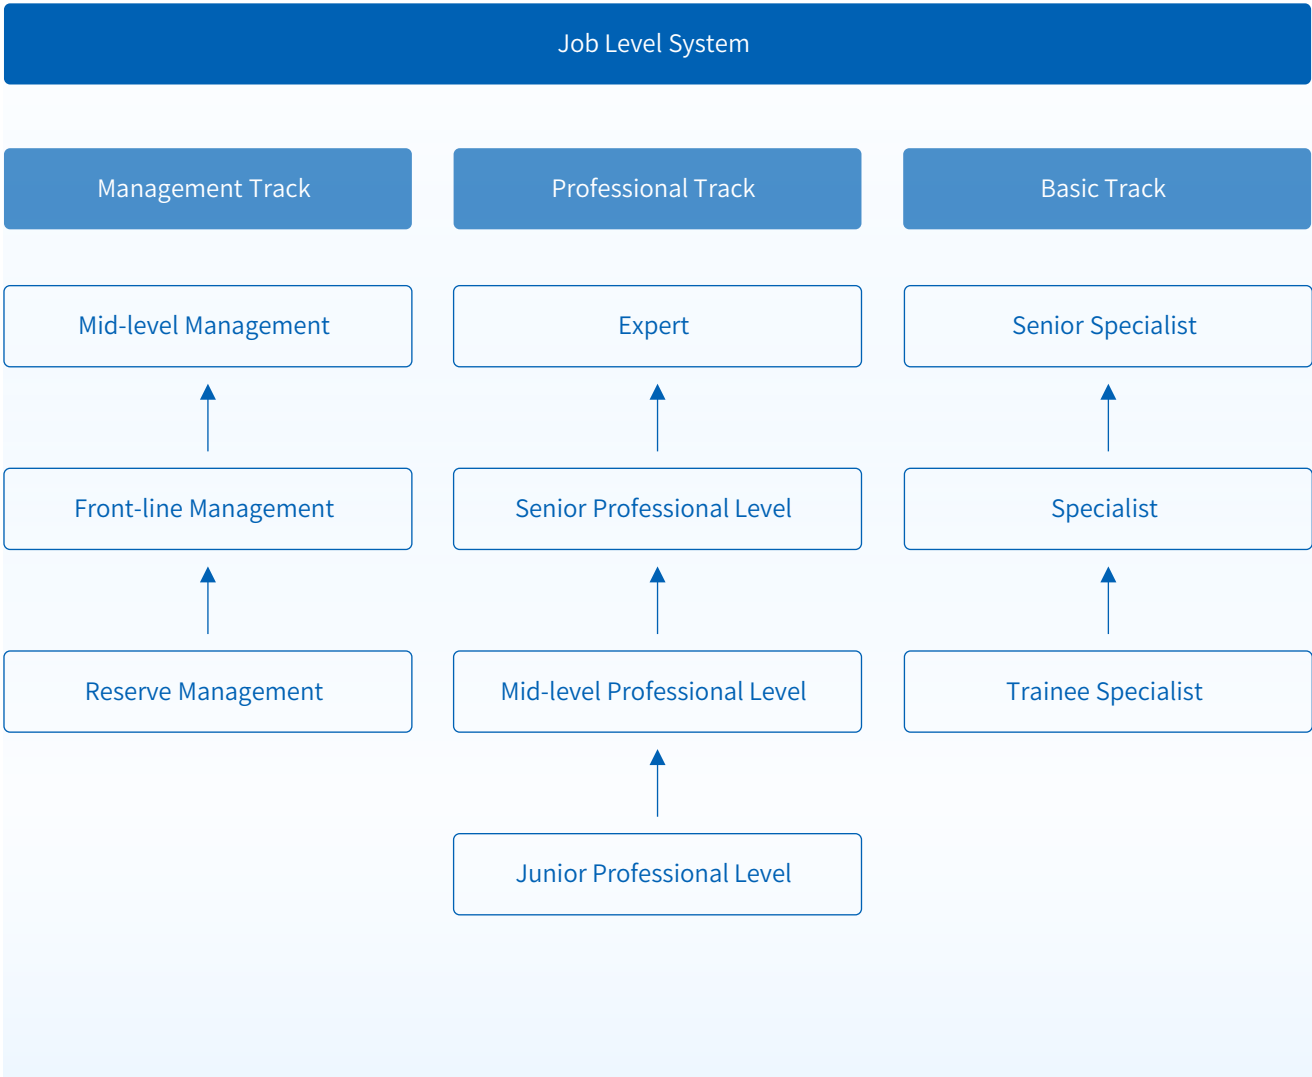 Job Level System
Management Track
Professional Track
Basic Track
Mid-level Management
Expert
Senior Specialist
Front-line Management
Senior Professional Level
Specialist
Reserve Management
Mid-level Professional Level
Trainee Specialist
Junior Professional Level